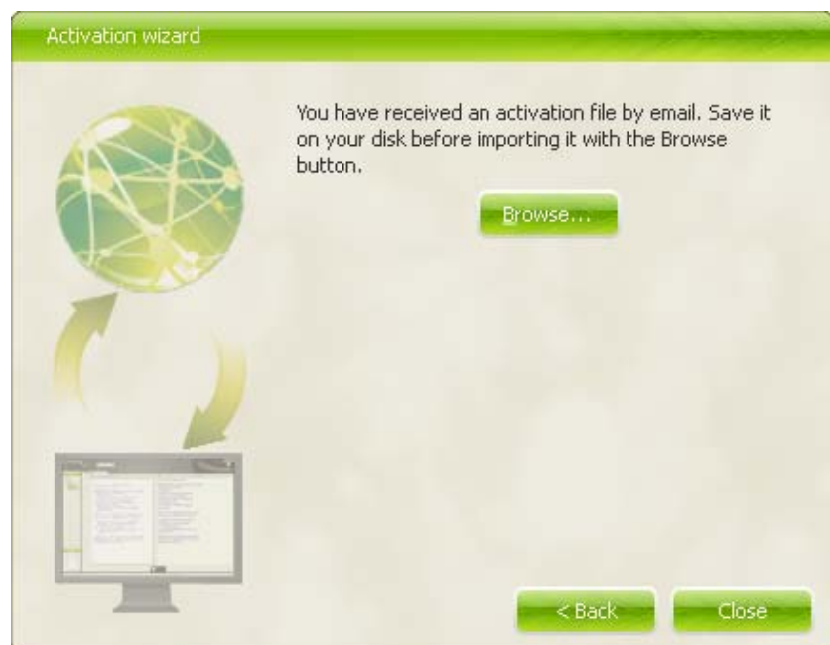 Activation wizard
You have received an activation file by email. Save it
on your disk before importing it with the Browse
button.
Browse...
< Back
Close